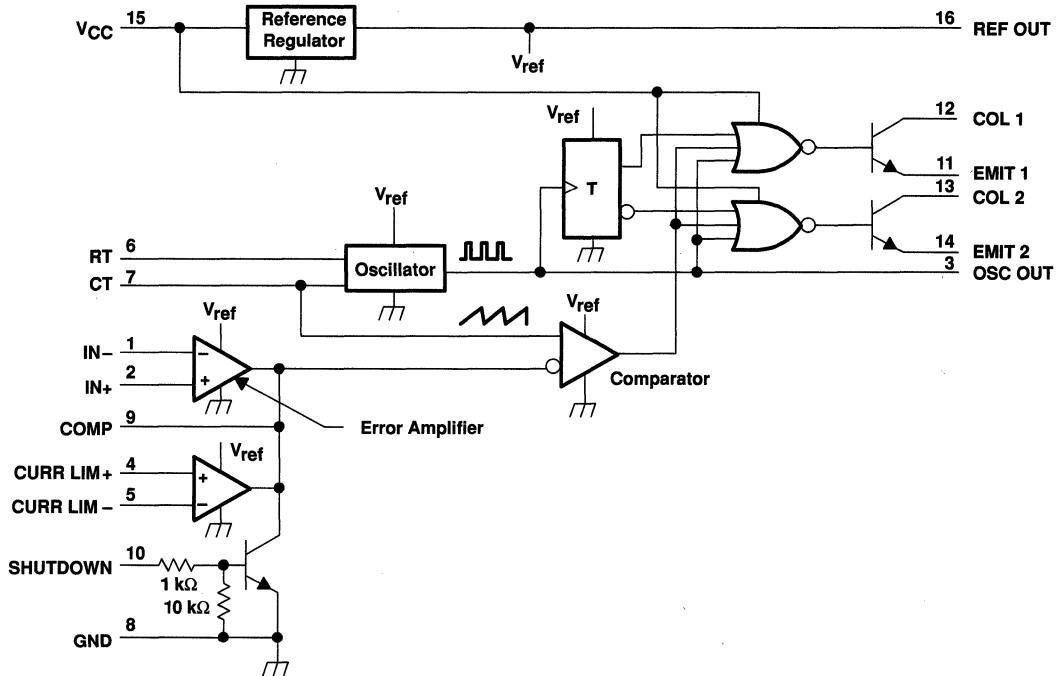 VCC 15
Reference
Regulator
16 REF OUT
Vref
12 COL 1
Vref
T
11 EMIT 1
13 COL 2
Vref
14 EMIT 2
RT 6
Oscillator
3 OSC OUT
CT 7
Vref
Vref
IN− 1
−
IN+ 2
+
Comparator
COMP 9
Error Amplifier
Vref
CURR LIM+ 4
+
CURR LIM− 5
−
SHUTDOWN 10
1 kΩ
10 kΩ
GND 8